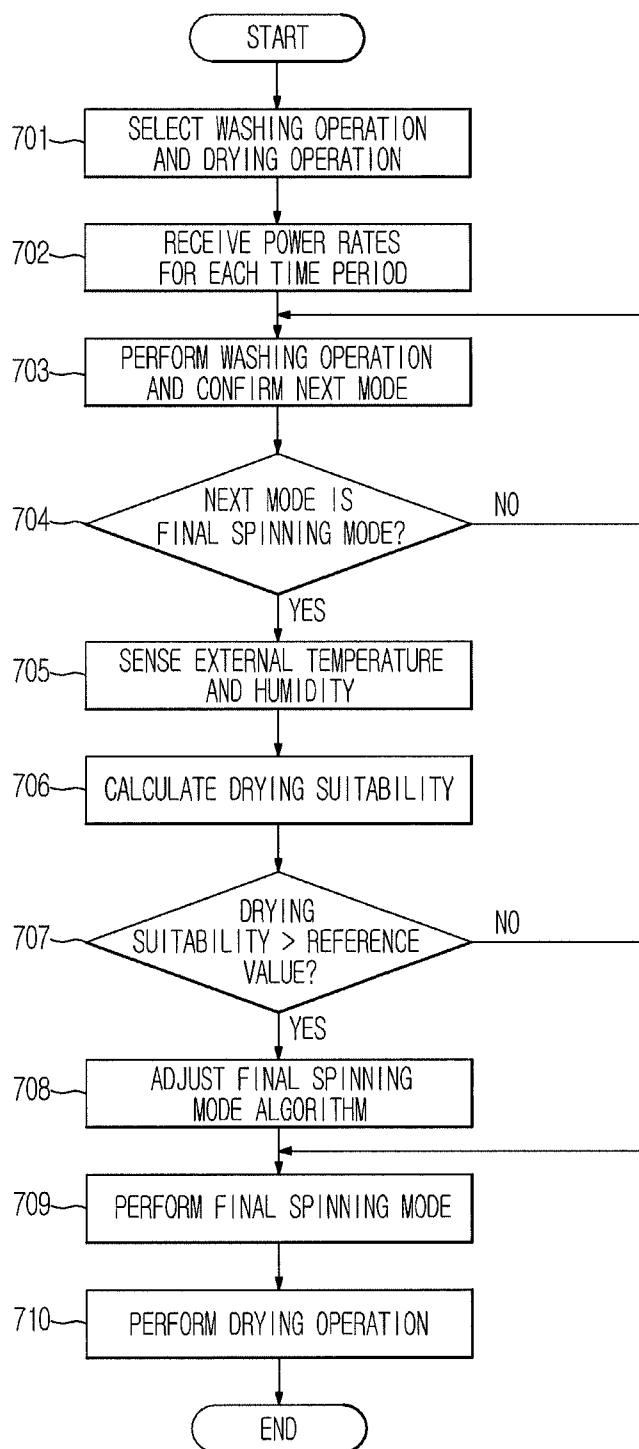 START
701
SELECT WASHING OPERATION
AND DRYING OPERATION
702
RECEIVE POWER RATES
FOR EACH TIME PERIOD
703
PERFORM WASHING OPERATION
AND CONFIRM NEXT MODE
704
NEXT MODE IS
FINAL SPINNING MODE?
NO
YES
705
SENSE EXTERNAL TEMPERATURE
AND HUMIDITY
706
CALCULATE DRYING SUITABILITY
707
DRYING
SUITABILITY > REFERENCE
VALUE?
NO
YES
708
ADJUST FINAL SPINNING
MODE ALGORITHM
709
PERFORM FINAL SPINNING MODE
710
PERFORM DRYING OPERATION
END